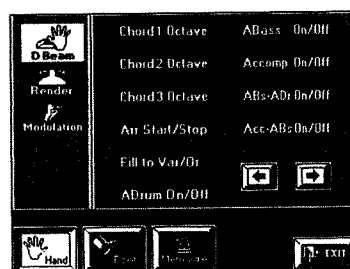 D Beam
Render
Modulation
Chord1 Octave
Chord2 Octave
Chord3 Octave
Arr Start/Stop
Fill to Var/Or
ADrum On/Off
ABass On/Off
Accomp On/Off
ABs-ADr On/Off
Acc-ABs On/Off
Hand
EXIT